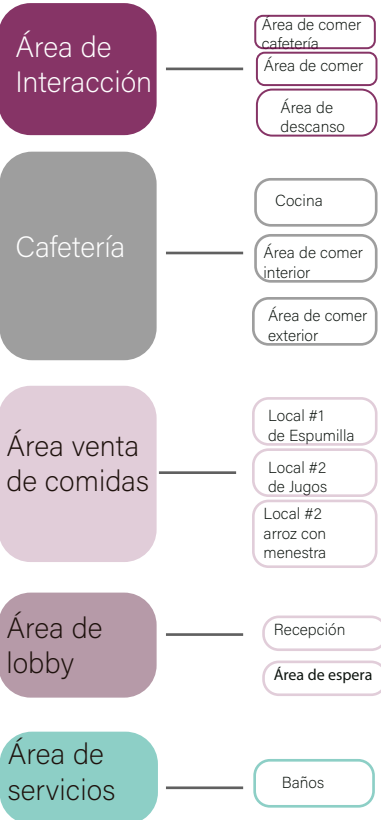 Área de
Interacción
Área de comer
cafetería
Área de comer
Área de
descanso
Cafetería
Cocina
Área de comer
interior
Área de comer
exterior
Área venta
de comidas
Local #1
de Espumilla
Local #2
de Jugos
Local #2
arroz con
menestra
Área de
lobby
Recepción
Área de espera
Área de
servicios
Baños